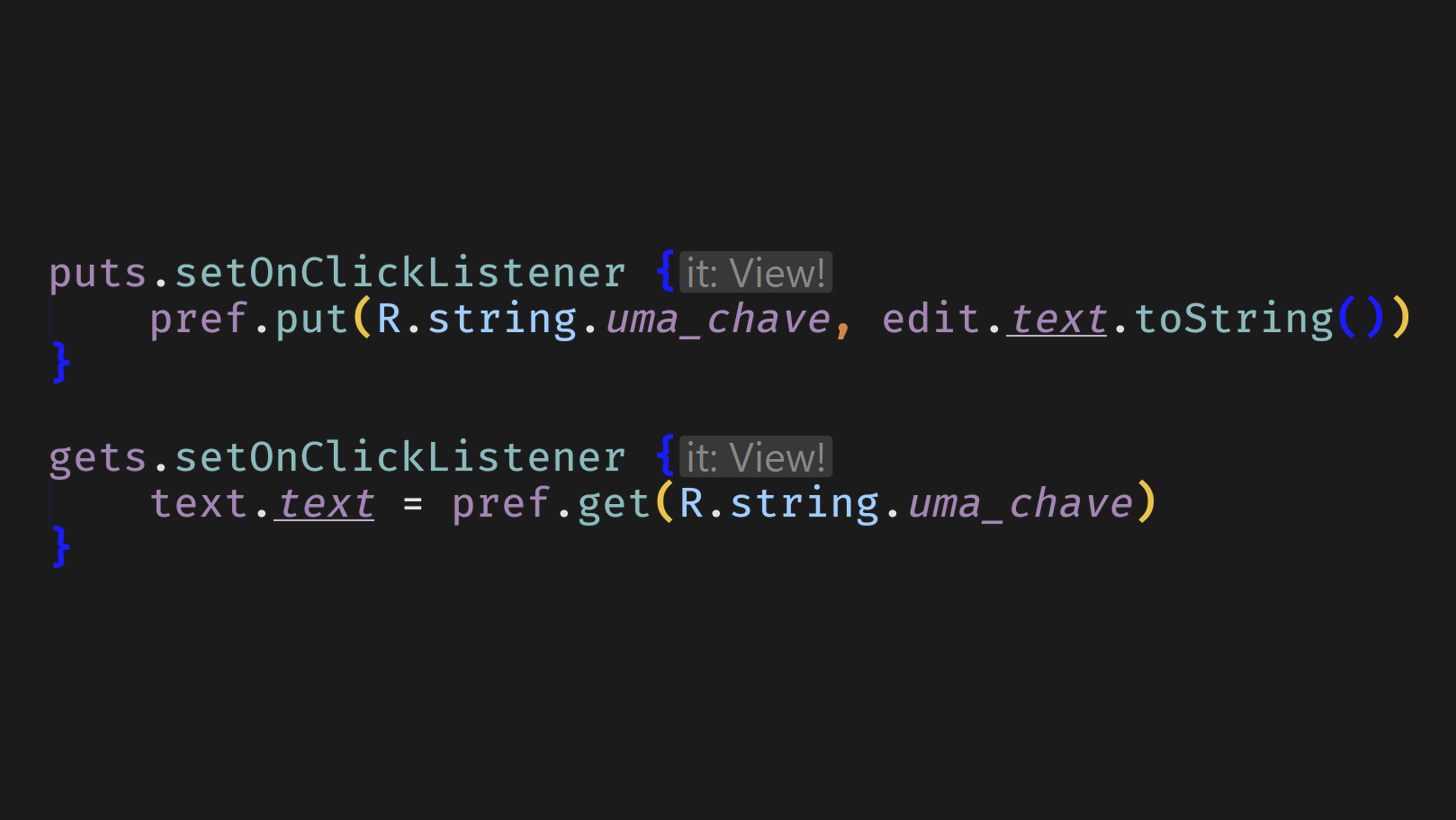 puts.setOnClickListener { it: View!
    pref.put(R.string.uma_chave, edit.text.toString())
}
gets.setOnClickListener { it: View!
    text.text = pref.get(R.string.uma_chave)
}